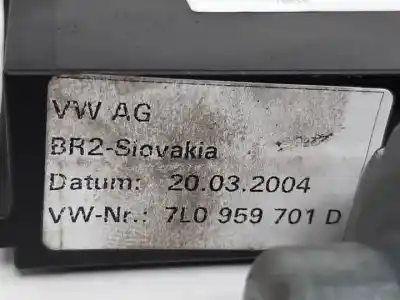 VW AG
BR2-Slovakia
Datum: 20.03.2004
VW-Nr.: 7L0 959 701 D